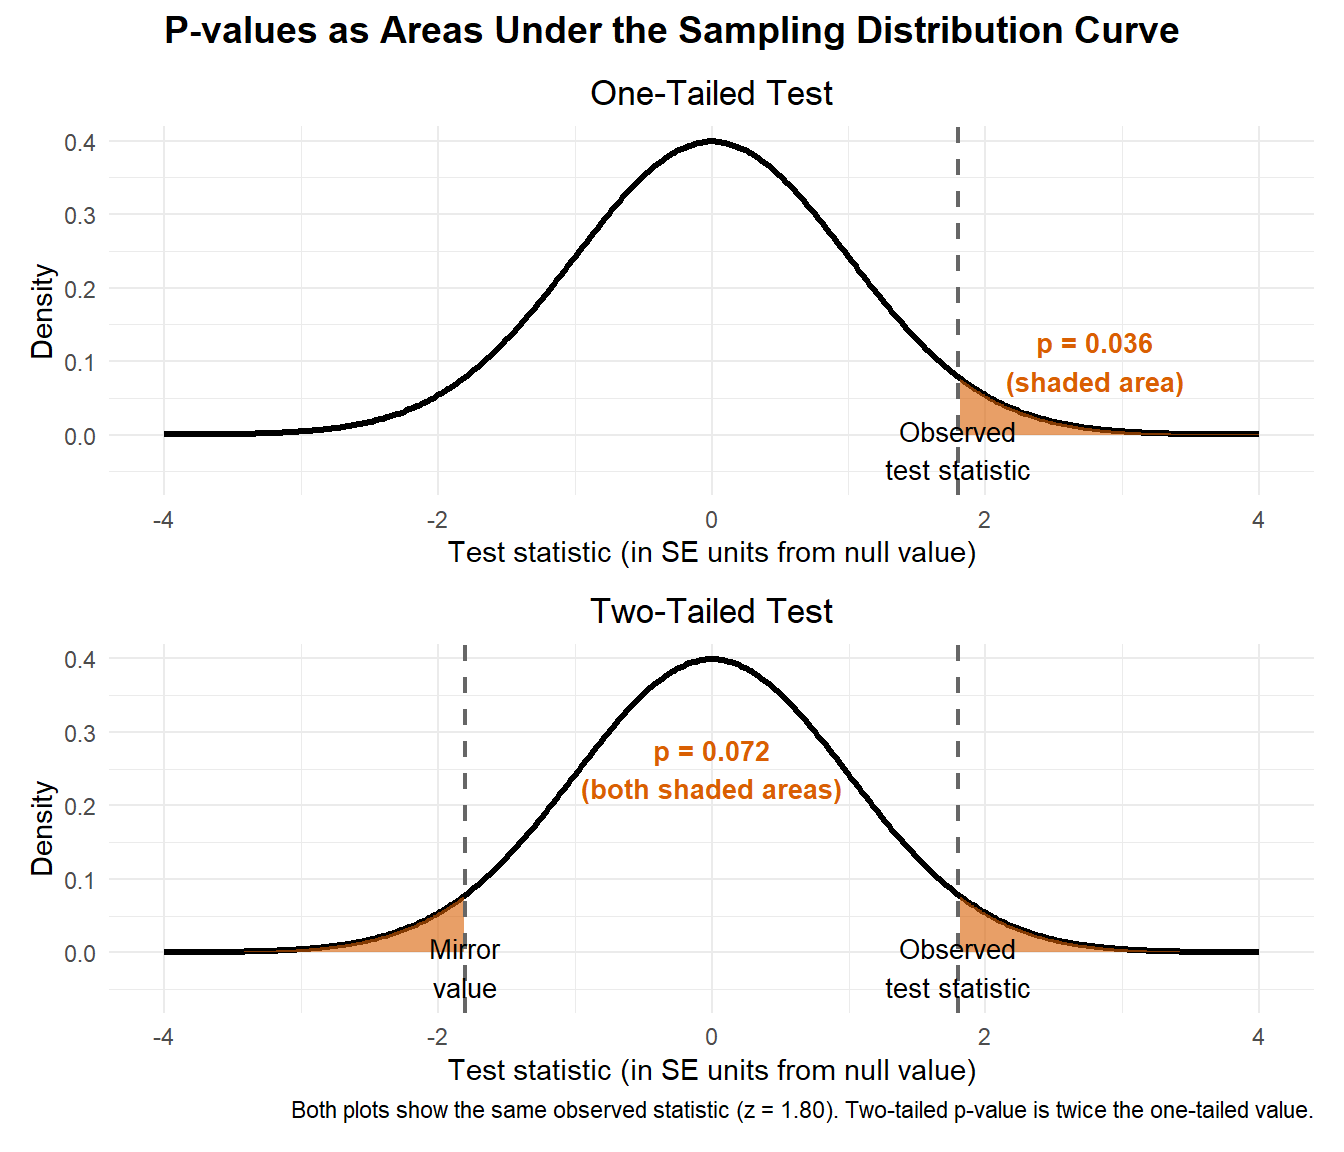 P-values as Areas Under the Sampling Distribution Curve
One-Tailed Test
Density
0.4
0.3
0.2
0.1
0.0
p = 0.036
(shaded area)
Observed
test statistic
-4
-2
0
2
4
Test statistic (in SE units from null value)
Two-Tailed Test
Density
0.4
0.3
0.2
0.1
0.0
p = 0.072
(both shaded areas)
Mirror
value
Observed
test statistic
-4
-2
0
2
4
Test statistic (in SE units from null value)
Both plots show the same observed statistic (z = 1.80). Two-tailed p-value is twice the one-tailed value.